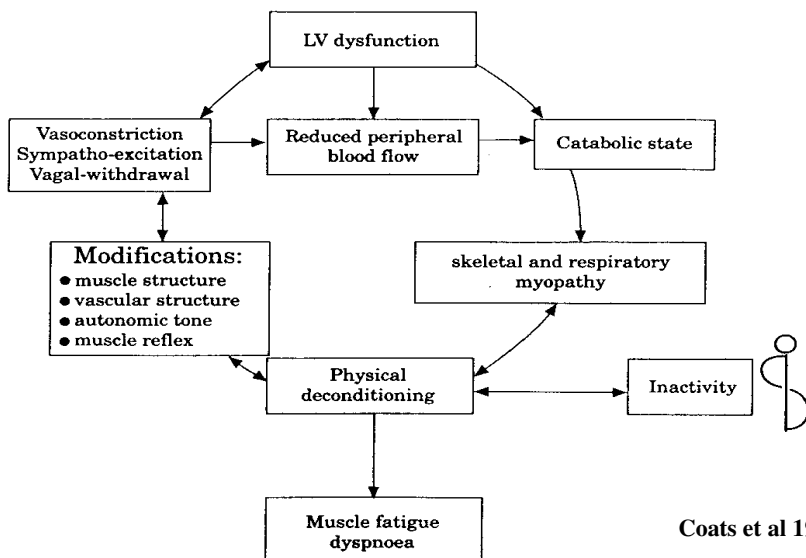 LV dysfunction
Vasoconstriction
Sympatho-excitation
Vagal-withdrawal
Reduced peripheral
blood flow
Catabolic state
Modifications:
● muscle structure
● vascular structure
● autonomic tone
● muscle reflex
skeletal and respiratory
myopathy
Physical
deconditioning
Inactivity
Muscle fatigue
dyspnoea
Coats et al